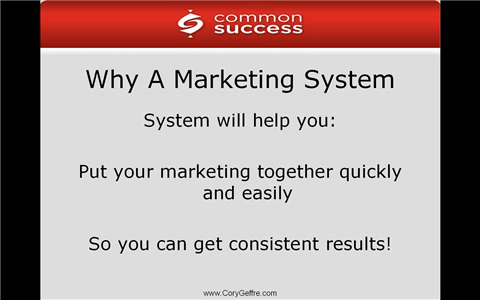 common
success
Why A Marketing System
System will help you:
Put your marketing together quickly
and easily
So you can get consistent results!
www.CoryGeffre.com